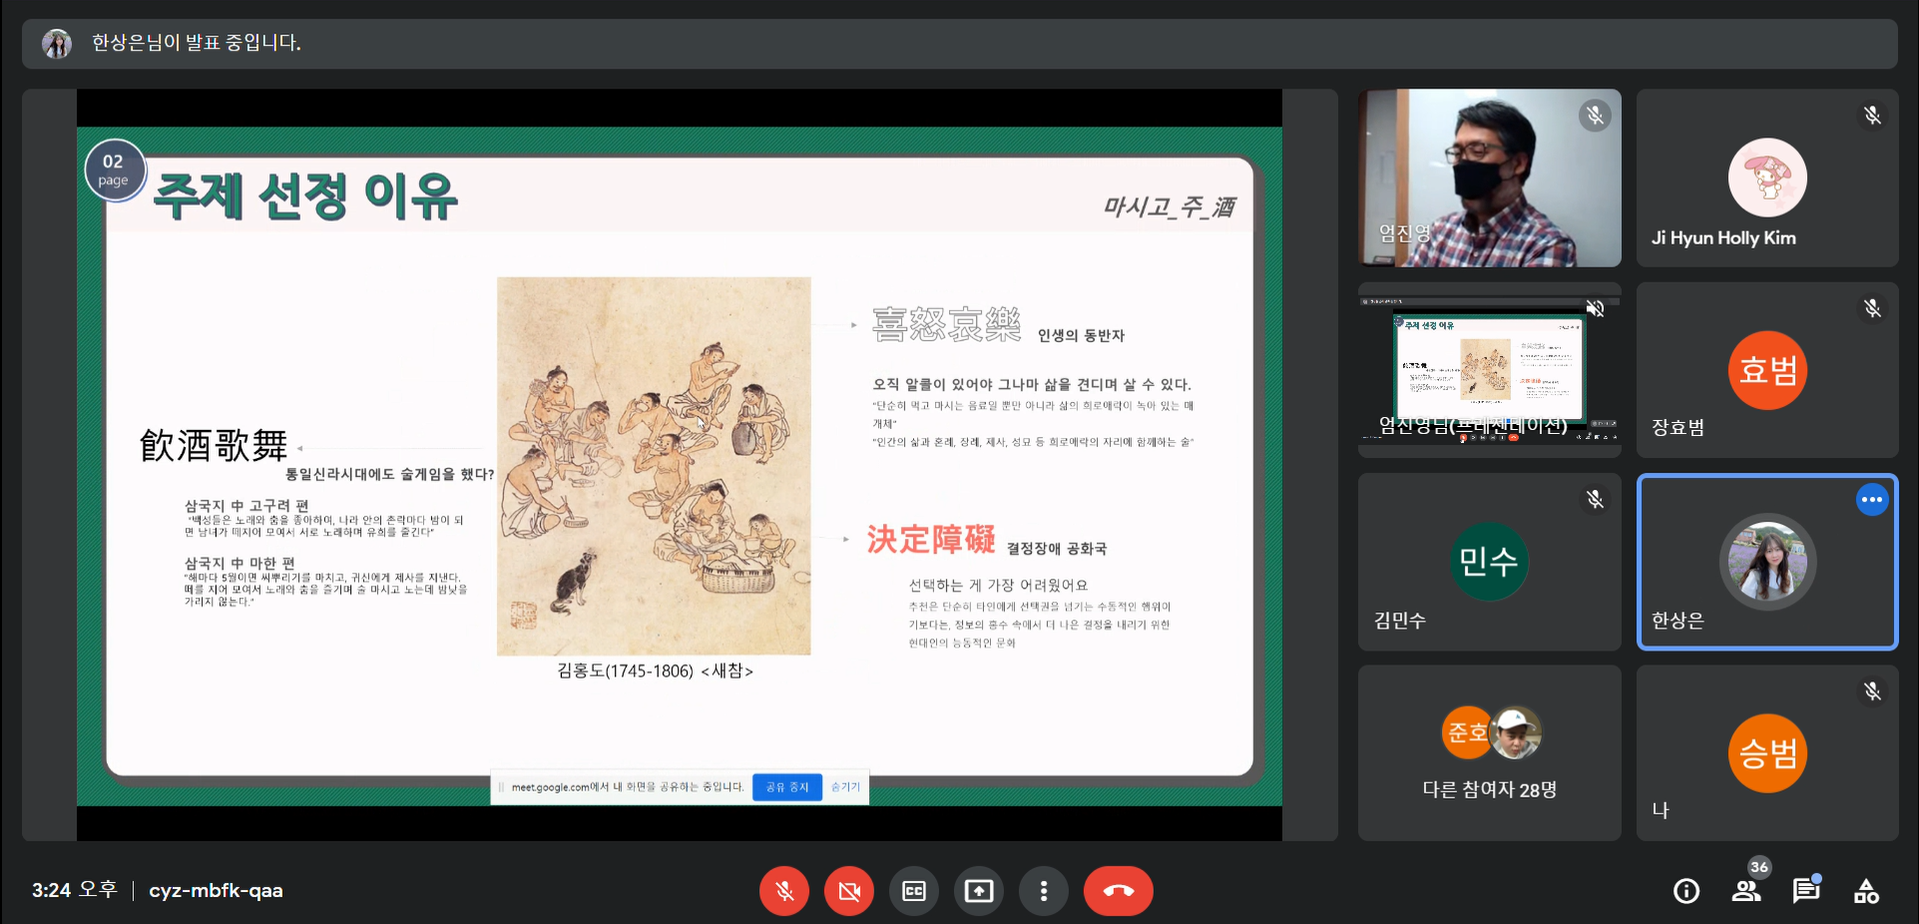 한상은님이 발표 중입니다.
02
page
주제 선정 이유
마시고_주_酒
飮酒歌舞
통일신라시대에도 술게임을 했다?
삼국지 中 고구려 편
"백성들은 노래와 춤을 좋아하여, 나라 안의 촌락마다 밤이 되
면 남녀가 떼지어 모여서 서로 노래하며 유희를 즐긴다"
삼국지 中 마한 편
"해마다 5월이면 씨뿌리기를 마치고, 귀신에게 제사를 지낸다.
떼를 지어 모여서 노래와 춤을 즐기며 술 마시고 노는데 밤낮을
가리지 않는다."
김홍도(1745-1806) <새참>
喜怒哀樂 인생의 동반자
오직 알콜이 있어야 그나마 삶을 견디며 살 수 있다.
"단순히 먹고 마시는 음료일 뿐만 아니라 삶의 희로애락이 녹아 있는 매
개체"
"인간의 삶과 혼례, 장례, 제사, 성묘 등 희로애락의 자리에 함께하는 술"
決定障礙 결정장애 공화국
선택하는 게 가장 어려웠어요
추천은 단순히 타인에게 선택권을 넘기는 수동적인 행위이
기보다는, 정보의 홍수 속에서 더 나은 결정을 내리기 위한
현대인의 능동적인 문화
meet.google.com에서 내 화면을 공유하는 중입니다. 공유 중지 숨기기
엄진영
Ji Hyun Holly Kim
주제 선정 이유
飮酒歌舞
엄진영님(프레젠테이션)
효범
장효범
민수
김민수
한상은
준호
다른 참여자 28명
승범
나
3:24 오후 | cyz-mbfk-qaa
CC
36